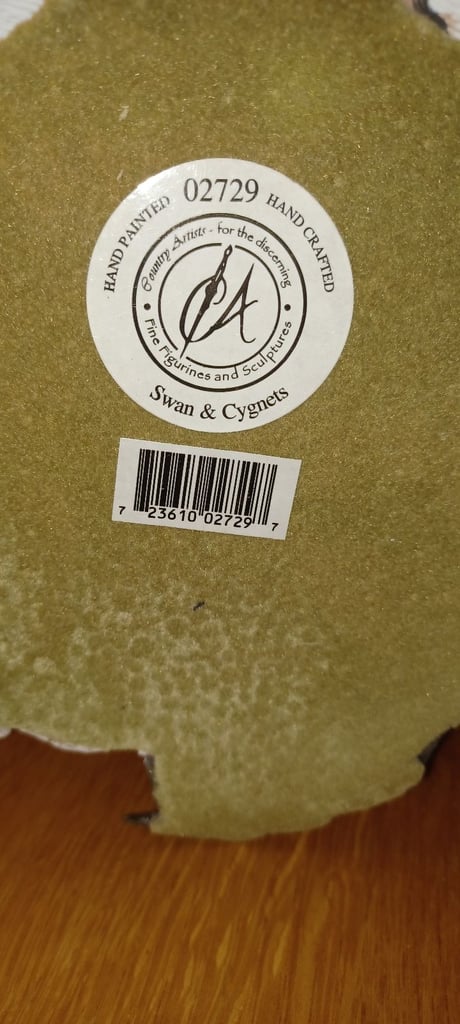 02729
HAND PAINTED HAND CRAFTED
Country Artists - for the discerning
CA
• Fine Figurines and Sculptures •
Swan & Cygnets
7 23610 02729 7